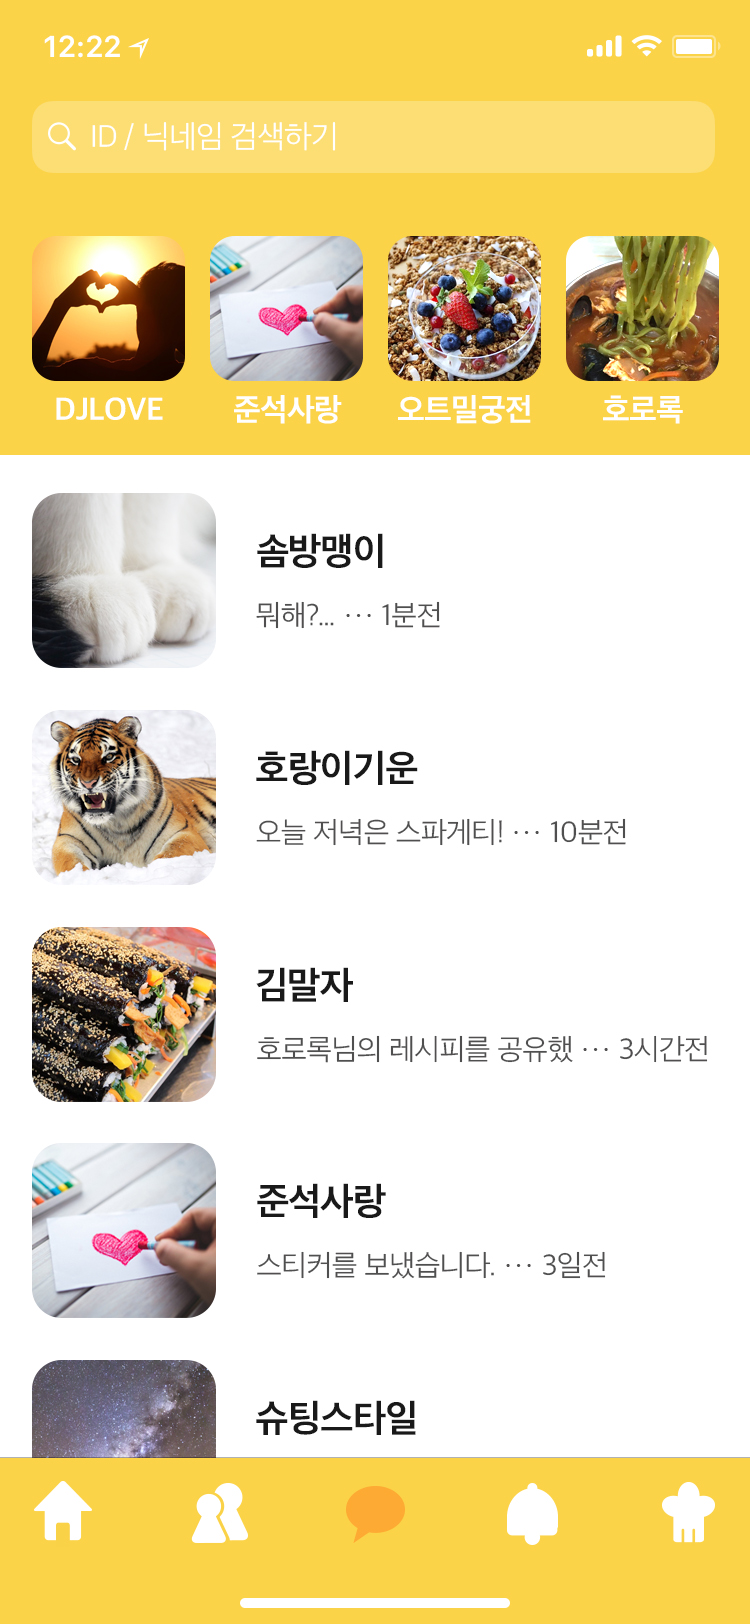 12:22
ID / 닉네임 검색하기
DJLOVE 준석사랑 오트밀궁전 호로록
솜방맹이
뭐해?... ··· 1분전
호랑이기운
오늘 저녁은 스파게티! ··· 10분전
김말자
호로록님의 레시피를 공유했 ··· 3시간전
준석사랑
스티커를 보냈습니다. ··· 3일전
슈팅스타일